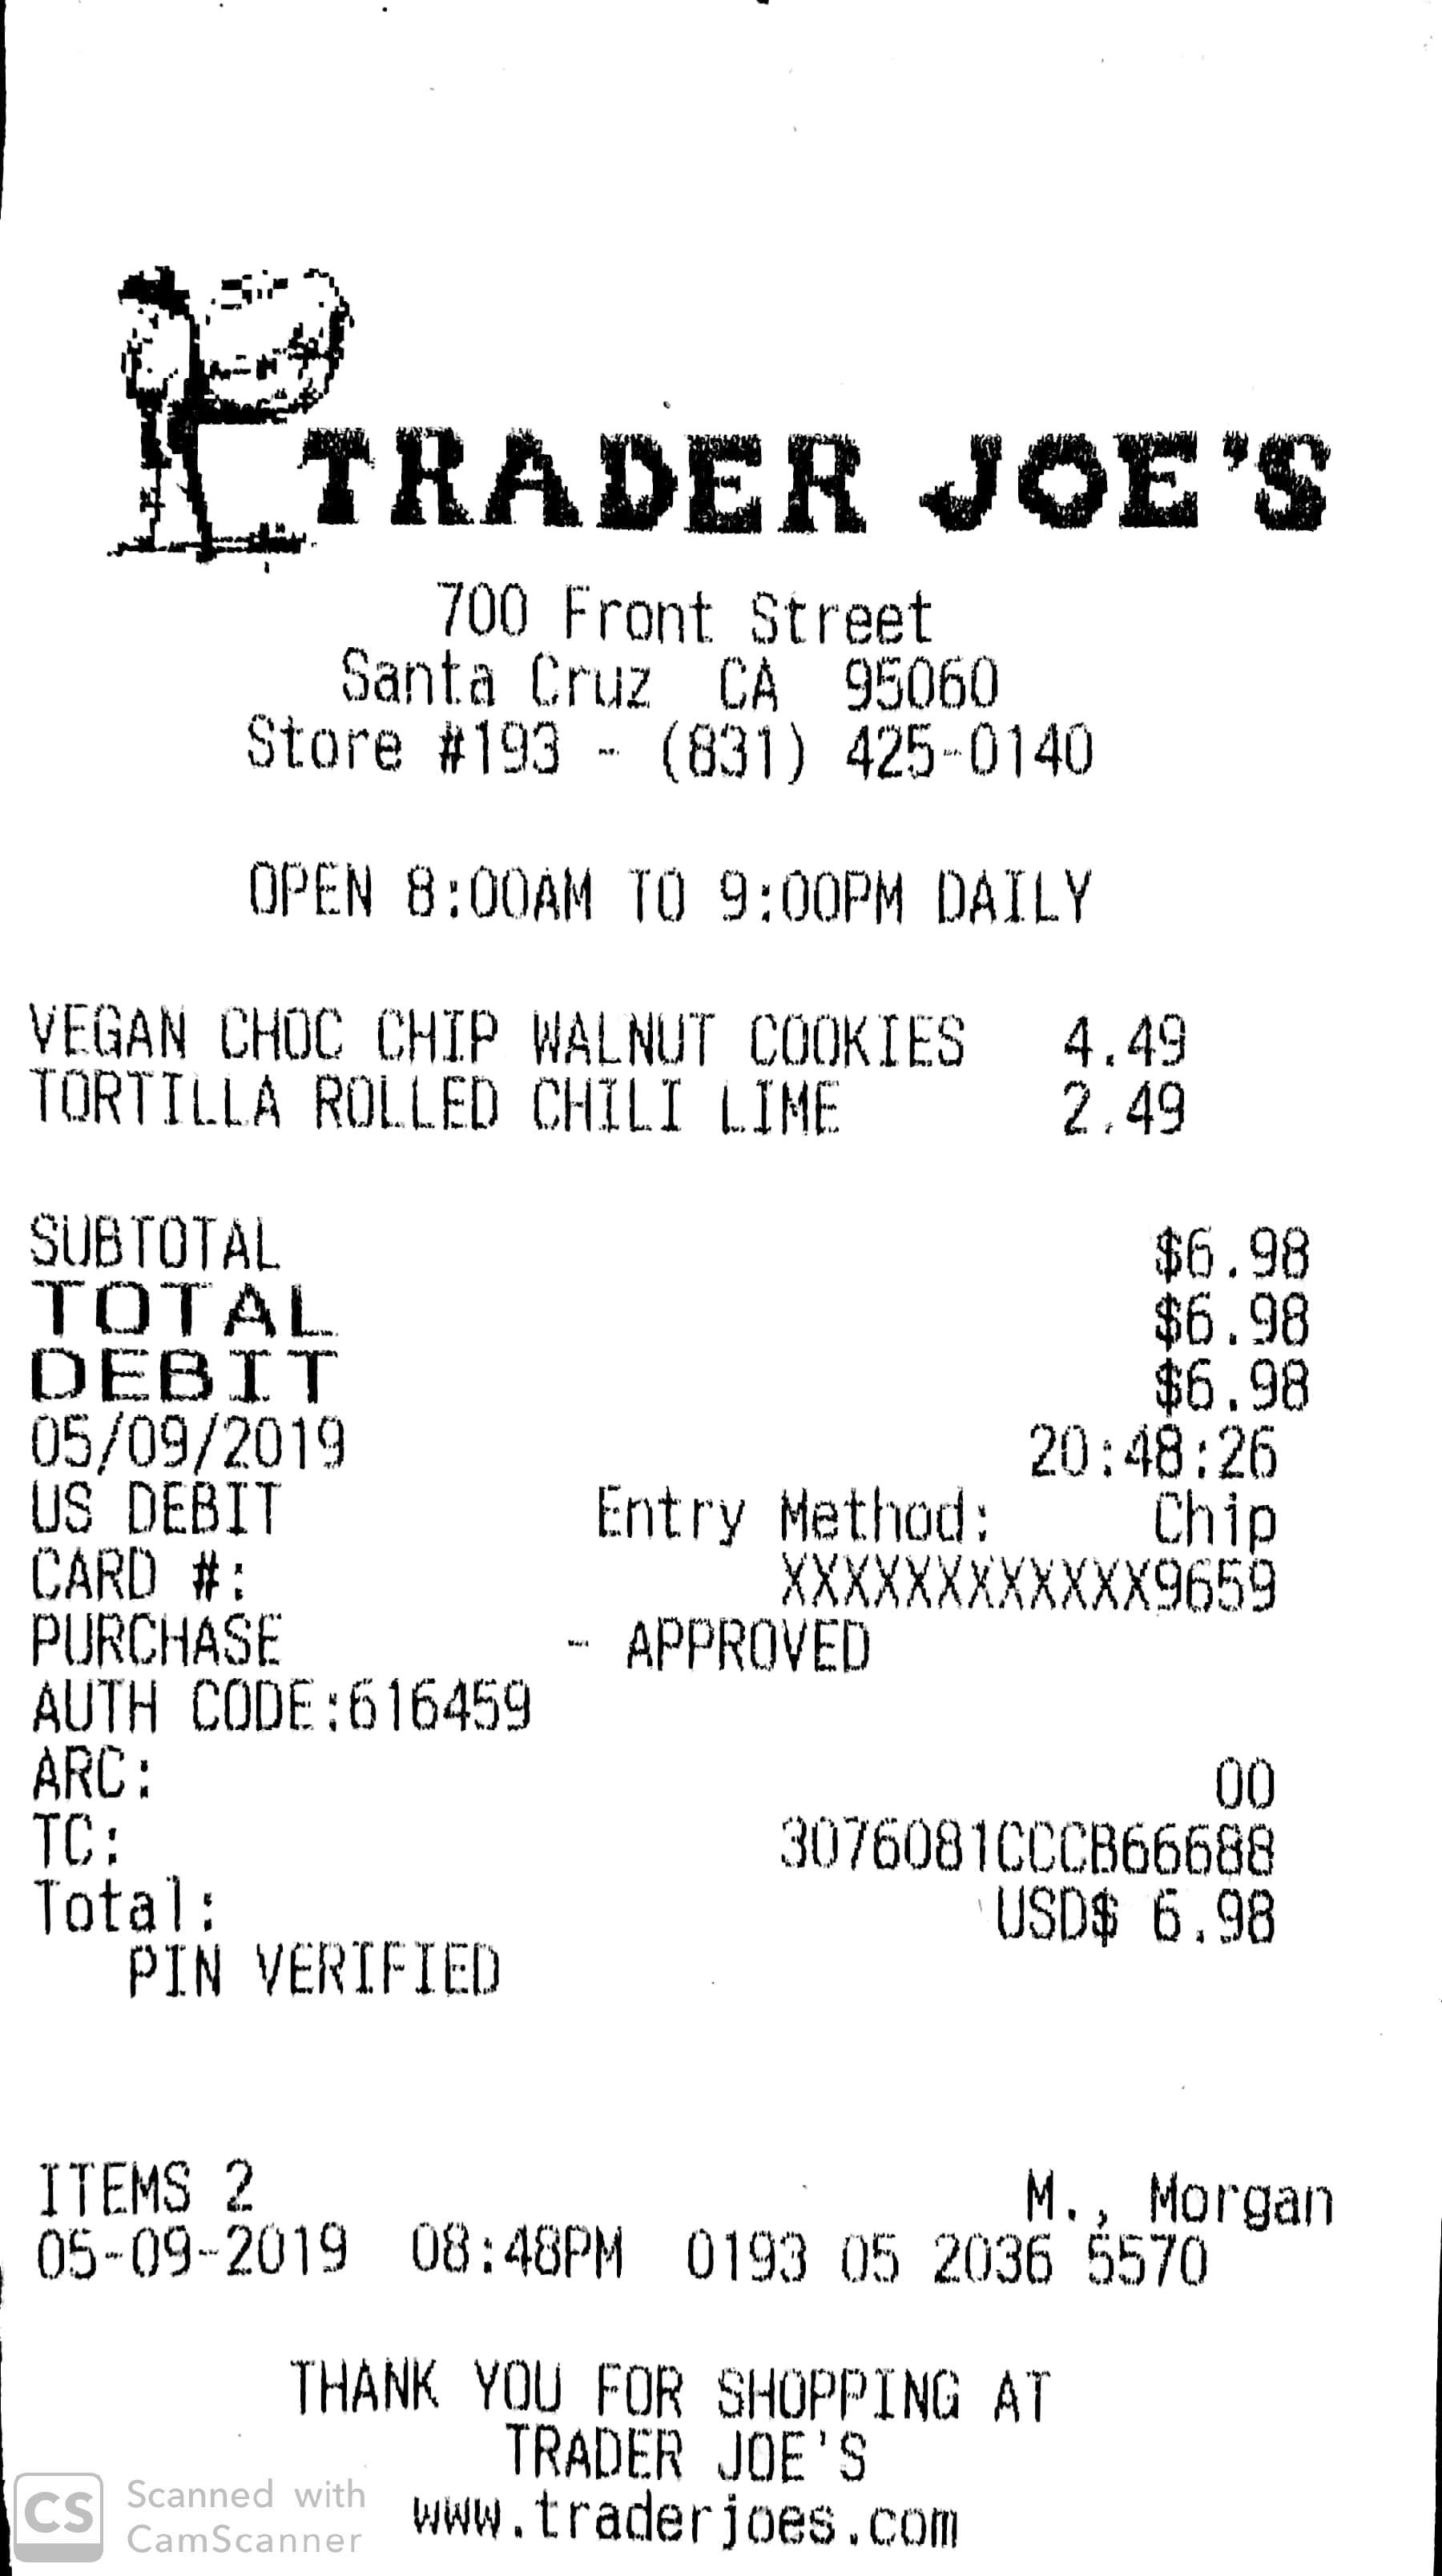 TRADER JOE'S
700 Front Street
Santa Cruz CA 95060
Store #193 - (831) 425-0140
OPEN 8:00AM TO 9:00PM DAILY
VEGAN CHOC CHIP WALNUT COOKIES 4.49
TORTILLA ROLLED CHILI LIME 2.49
SUBTOTAL $6.98
TOTAL $6.98
DEBIT $6.98
05/09/2019 20:48:26
US DEBIT Entry Method: Chip
CARD #: XXXXXXXXXXXX9659
PURCHASE - APPROVED
AUTH CODE:616459
ARC: 00
TC: 3076081CCCB66688
Total: USD$ 6.98
PIN VERIFIED
ITEMS 2 M., Morgan
05-09-2019 08:48PM 0193 05 2036 5570
THANK YOU FOR SHOPPING AT
TRADER JOE'S
www.traderjoes.com
CS Scanned with
CamScanner